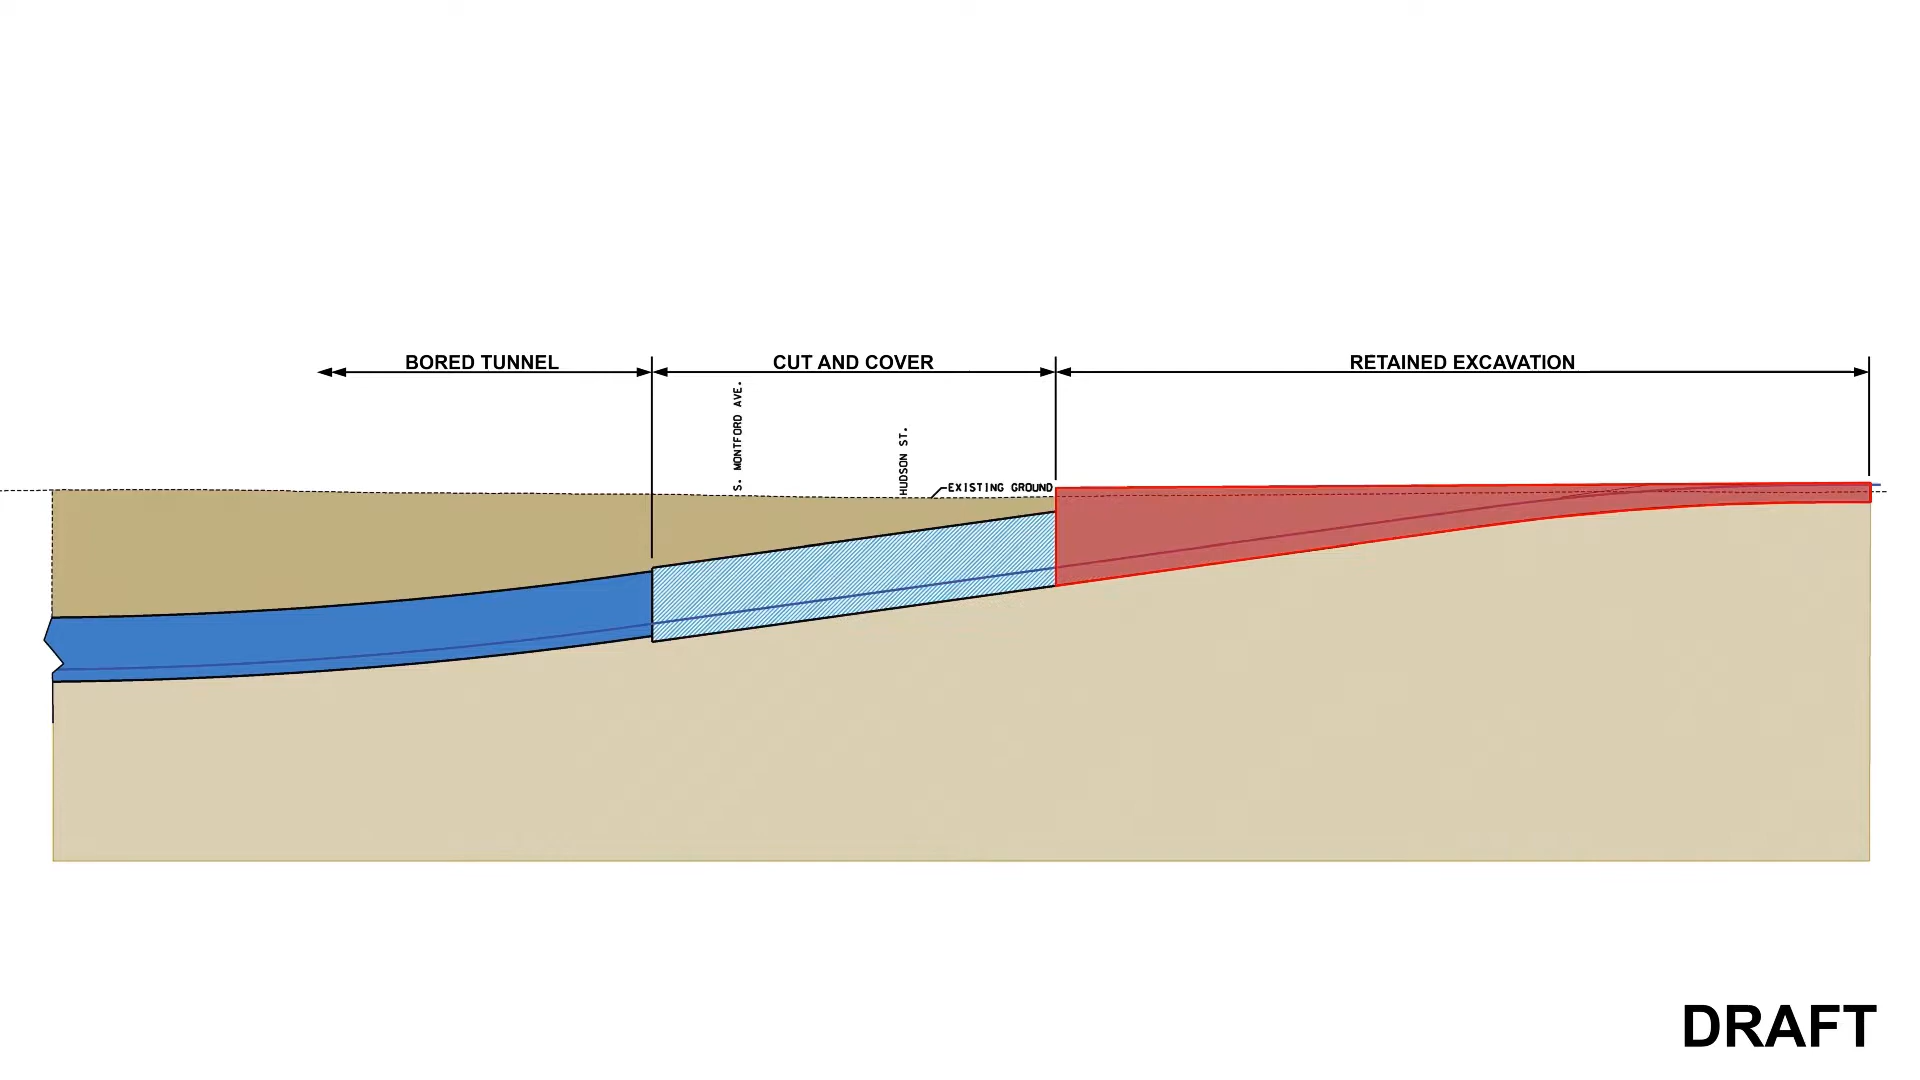 BORED TUNNEL
CUT AND COVER
RETAINED EXCAVATION
S. MONTFORD AVE.
HUDSON ST.
EXISTING GROUND
DRAFT